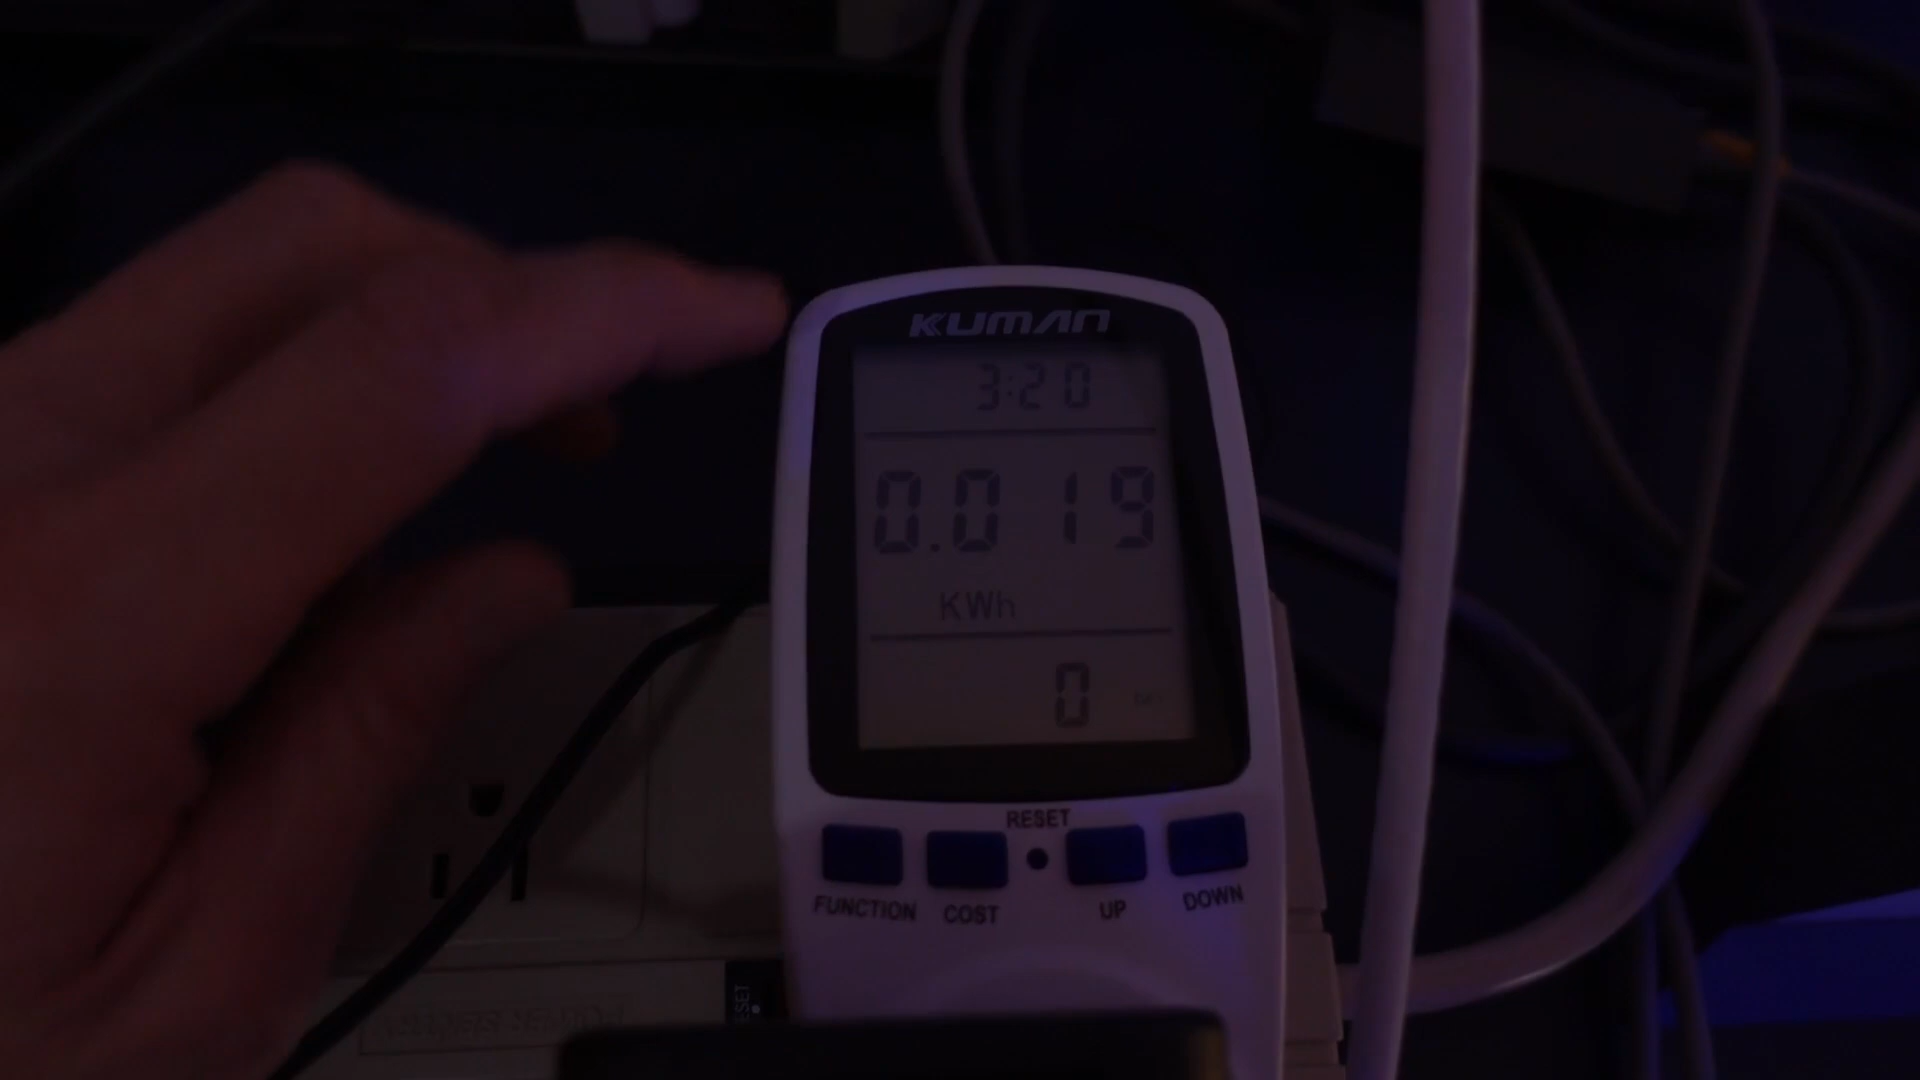 KUMAN
3:20
0.019
KWh
0
RESET
FUNCTION COST UP DOWN